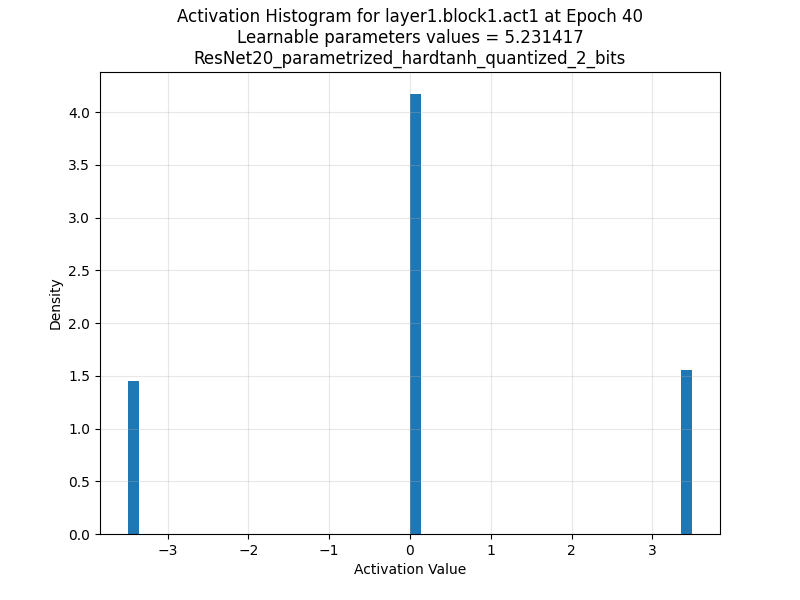 Activation Histogram for layer1.block1.act1 at Epoch 40
Learnable parameters values = 5.231417
ResNet20_parametrized_hardtanh_quantized_2_bits
Density
4.0
3.5
3.0
2.5
2.0
1.5
1.0
0.5
0.0
−3 −2 −1 0 1 2 3
Activation Value